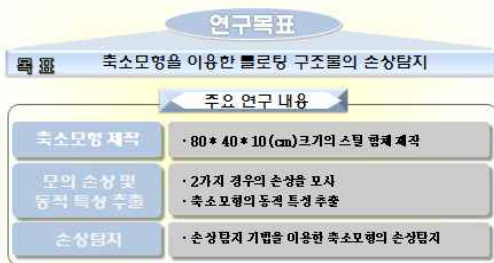 연구목표
목 표 축소모형을 이용한 플로팅 구조물의 손상탐지
주요 연구 내용
축소모형 제작
· 80 * 40 * 10 (cm)크기의 스틸 함체 제작
모의 손상 및
동적 특성 추출
· 2가지 경우의 손상을 모사
· 축소모형의 동적 특성 추출
손상탐지
· 손상탐지 기법을 이용한 축소모형의 손상탐지